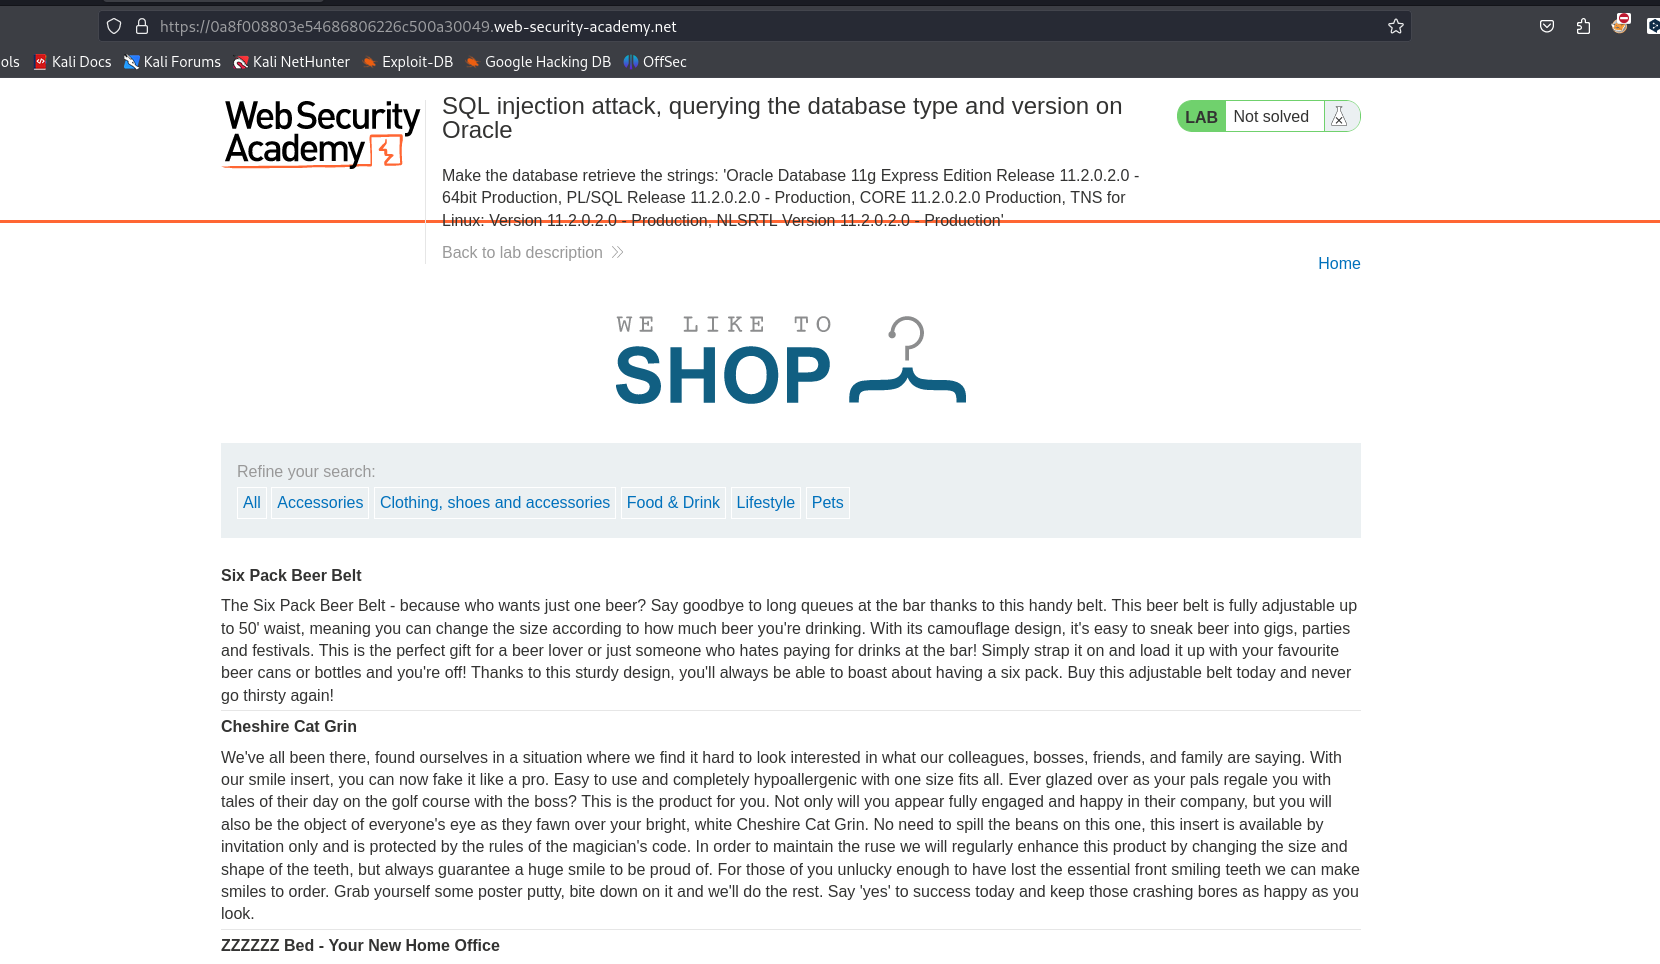 https://0a8f008803e54686806226c500a30049.web-security-academy.net
ols Kali Docs Kali Forums Kali NetHunter Exploit-DB Google Hacking DB OffSec
Web Security
Academy
SQL injection attack, querying the database type and version on
Oracle
LAB Not solved
Make the database retrieve the strings: 'Oracle Database 11g Express Edition Release 11.2.0.2.0 -
64bit Production, PL/SQL Release 11.2.0.2.0 - Production, CORE 11.2.0.2.0 Production, TNS for
Linux: Version 11.2.0.2.0 - Production, NLSRTL Version 11.2.0.2.0 - Production'
Back to lab description
Home
WE LIKE TO
SHOP
Refine your search:
All Accessories Clothing, shoes and accessories Food & Drink Lifestyle Pets
Six Pack Beer Belt
The Six Pack Beer Belt - because who wants just one beer? Say goodbye to long queues at the bar thanks to this handy belt. This beer belt is fully adjustable up
to 50' waist, meaning you can change the size according to how much beer you're drinking. With its camouflage design, it's easy to sneak beer into gigs, parties
and festivals. This is the perfect gift for a beer lover or just someone who hates paying for drinks at the bar! Simply strap it on and load it up with your favourite
beer cans or bottles and you're off! Thanks to this sturdy design, you'll always be able to boast about having a six pack. Buy this adjustable belt today and never
go thirsty again!
Cheshire Cat Grin
We've all been there, found ourselves in a situation where we find it hard to look interested in what our colleagues, bosses, friends, and family are saying. With
our smile insert, you can now fake it like a pro. Easy to use and completely hypoallergenic with one size fits all. Ever glazed over as your pals regale you with
tales of their day on the golf course with the boss? This is the product for you. Not only will you appear fully engaged and happy in their company, but you will
also be the object of everyone's eye as they fawn over your bright, white Cheshire Cat Grin. No need to spill the beans on this one, this insert is available by
invitation only and is protected by the rules of the magician's code. In order to maintain the ruse we will regularly enhance this product by changing the size and
shape of the teeth, but always guarantee a huge smile to be proud of. For those of you unlucky enough to have lost the essential front smiling teeth we can make
smiles to order. Grab yourself some poster putty, bite down on it and we'll do the rest. Say 'yes' to success today and keep those crashing bores as happy as you
look.
ZZZZZZ Bed - Your New Home Office